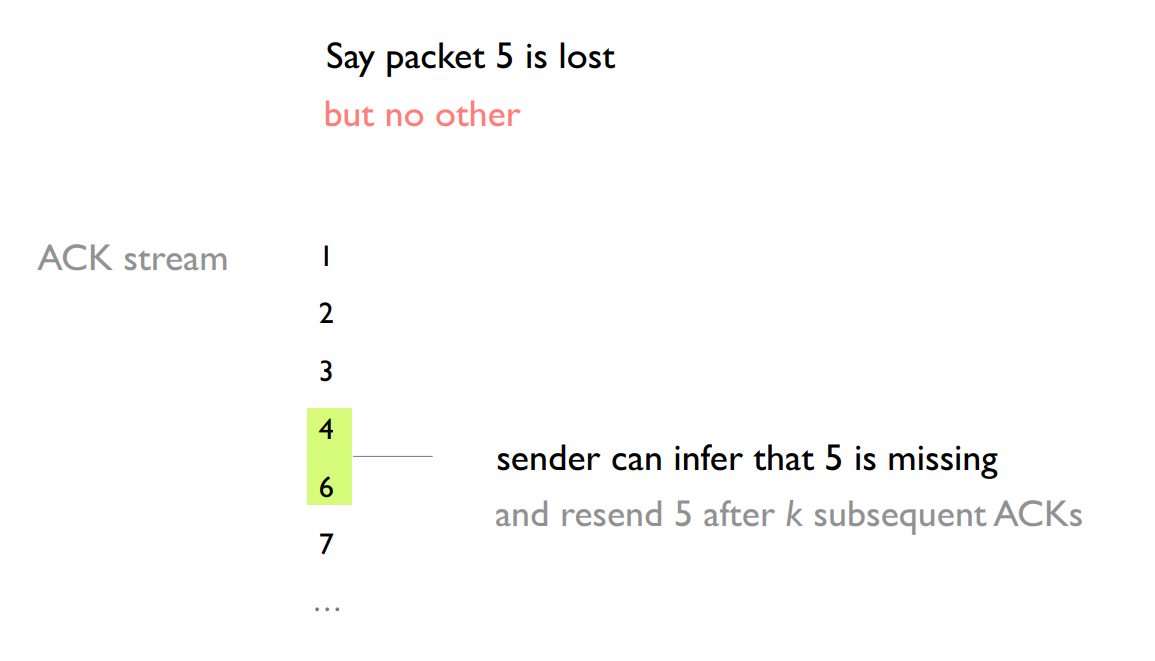 Say packet 5 is lost
but no other
ACK stream
1
2
3
4
6
7
sender can infer that 5 is missing
and resend 5 after k subsequent ACKs
…